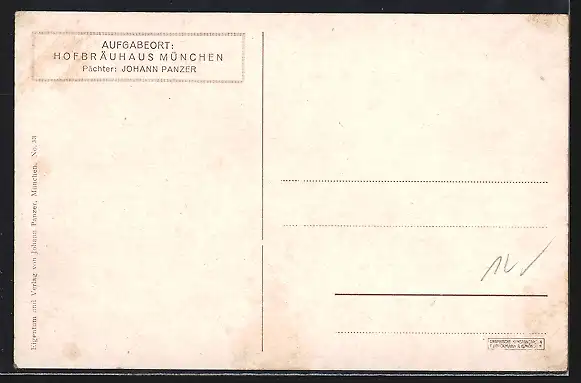 AUFGABEORT:
HOFBRÄUHAUS MÜNCHEN
Pächter: JOHANN PANZER
Eigentum und Verlag von Johann Panzer, München. No. 33